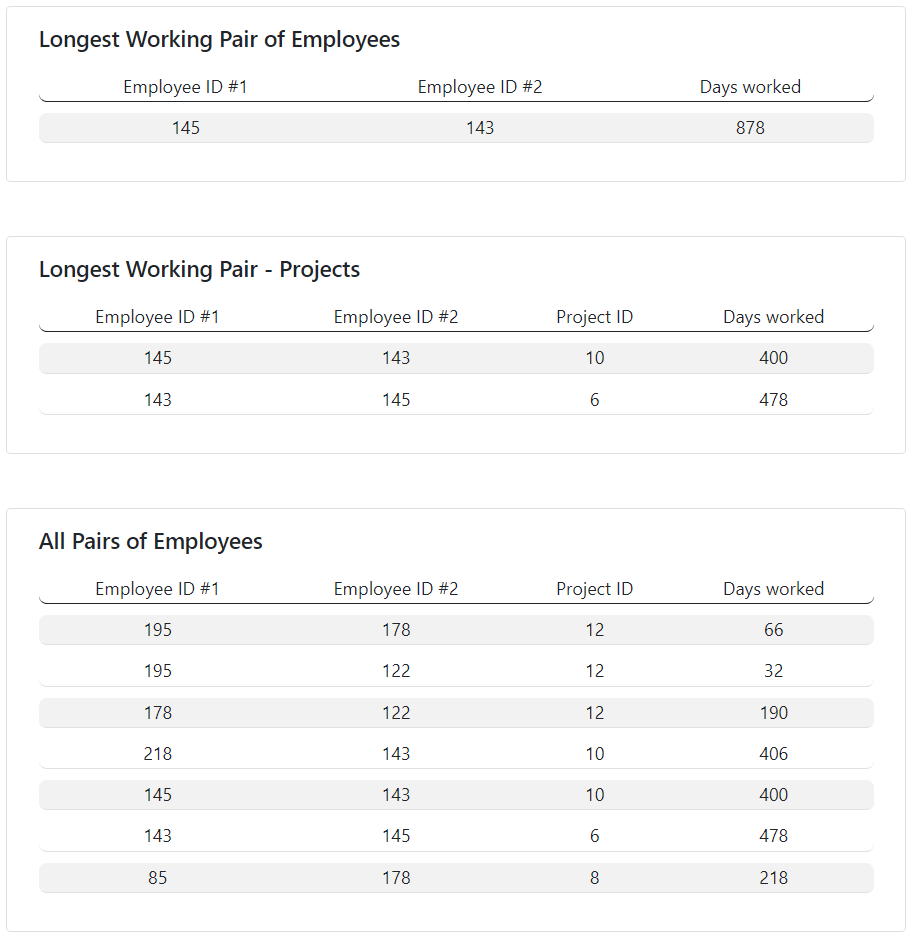 Longest Working Pair of Employees
Employee ID #1 Employee ID #2 Days worked
145 143 878
Longest Working Pair - Projects
Employee ID #1 Employee ID #2 Project ID Days worked
145 143 10 400
143 145 6 478
All Pairs of Employees
Employee ID #1 Employee ID #2 Project ID Days worked
195 178 12 66
195 122 12 32
178 122 12 190
218 143 10 406
145 143 10 400
143 145 6 478
85 178 8 218